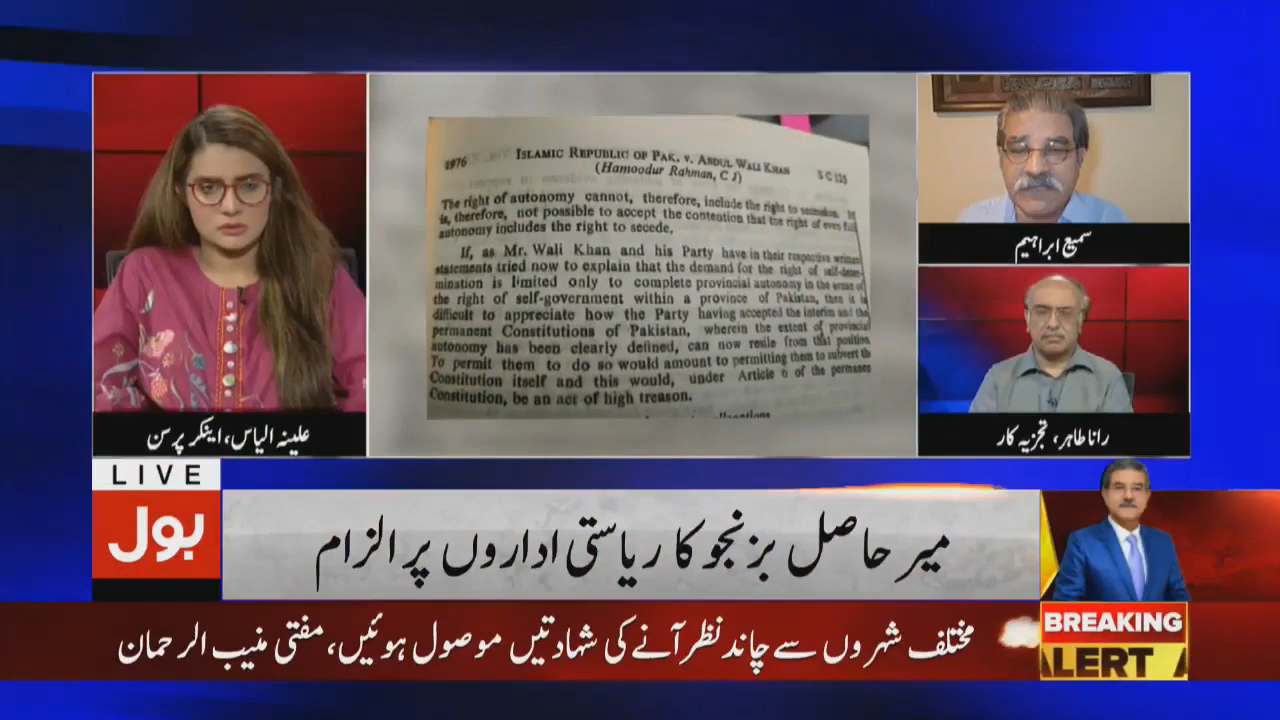 1976 ISLAMIC REPUBLIC OF PAK. V. ABDUL WALI KHAN S C 125
(Hamoodur Rahman, C J)
The right of autonomy cannot, therefore, include the right to secession. It
is, therefore, not possible to accept the contention that the right of even full
autonomy includes the right to secede.
If, as Mr. Wali Khan and his Party have in their respective written
statements tried now to explain that the demand for the right of self-deter-
mination is limited only to complete provincial autonomy in the sense of
the right of self-government within a province of Pakistan, then it is
difficult to appreciate how the Party having accepted the interim and the
permanent Constitutions of Pakistan, wherein the extent of provincial
autonomy has been clearly defined, can now resile from that position.
To permit them to do so would amount to permitting them to subvert the
Constitution itself and this would, under Article 6 of the permanent
Constitution, be an act of high treason.
سمیع ابراہیم
رانا طاہر، تجزیہ کار
علینہ الیاس، اینکر پرسن
LIVE
بول
میر حاصل بزنجو کا ریاستی اداروں پر الزام
BREAKING
ALERT
مختلف شہروں سے چاند نظر آنے کی شہادتیں موصول ہوئیں، مفتی منیب الرحمان